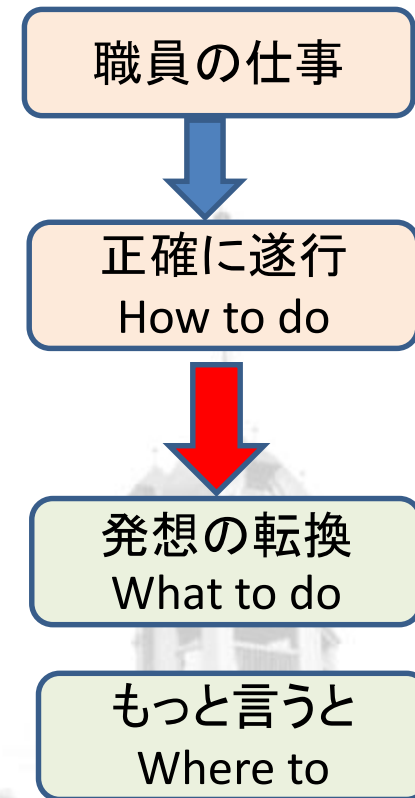 職員の仕事
正確に遂行
How to do
発想の転換
What to do
もっと言うと
Where to